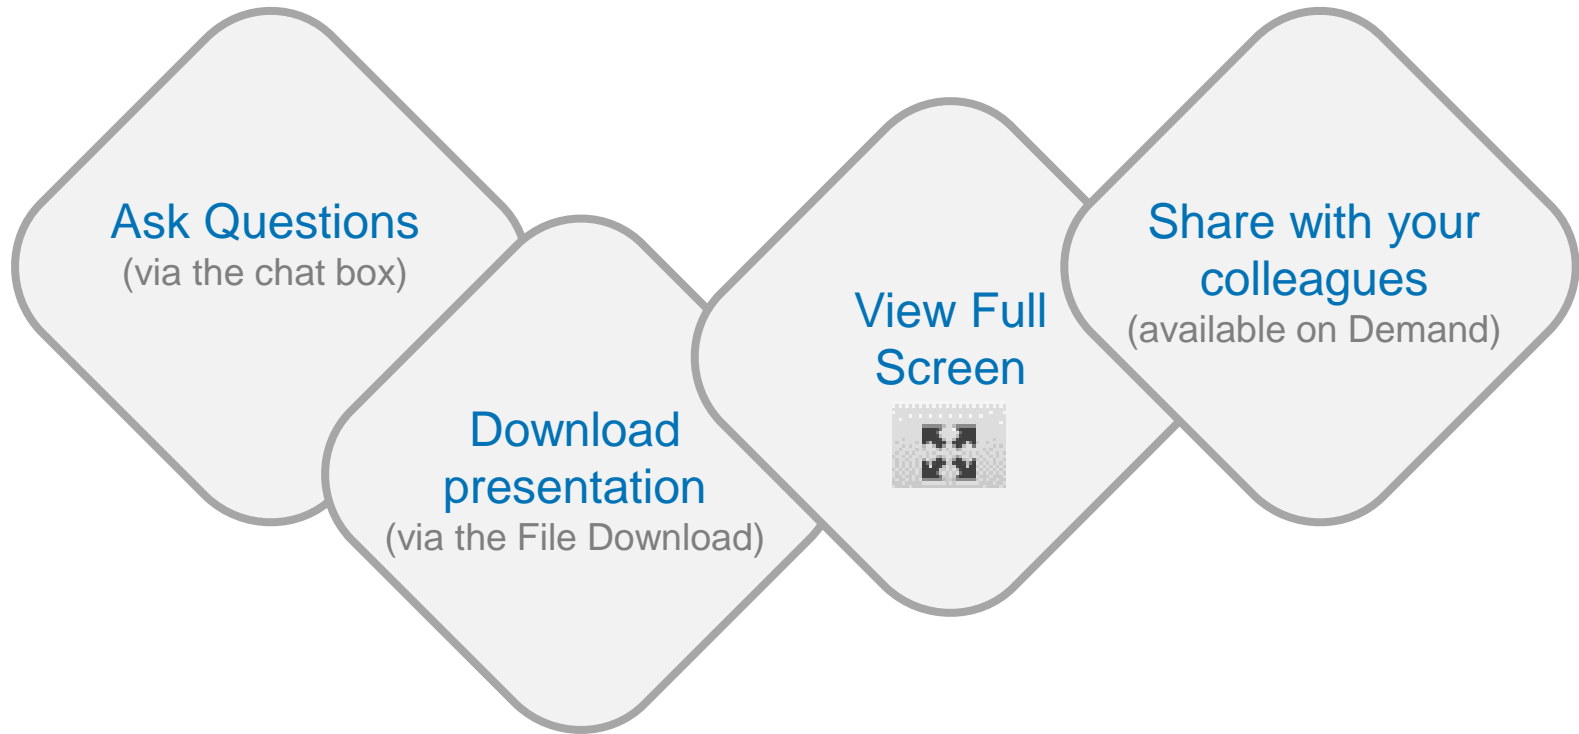 Ask Questions
(via the chat box)
Download
presentation
(via the File Download)
View Full
Screen
Share with your
colleagues
(available on Demand)